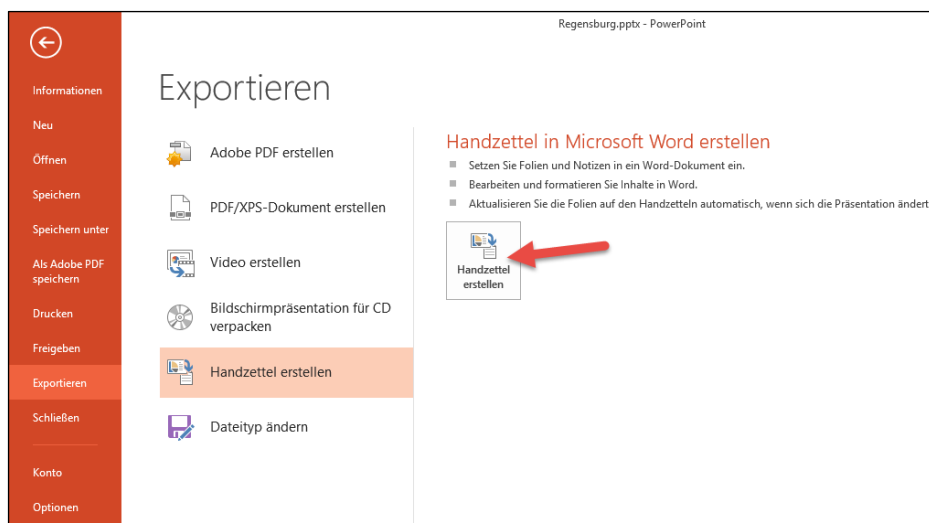 Regensburg.pptx - PowerPoint
Informationen
Neu
Öffnen
Speichern
Speichern unter
Als Adobe PDF
speichern
Drucken
Freigeben
Exportieren
Schließen
Konto
Optionen
Exportieren
Adobe PDF erstellen
PDF/XPS-Dokument erstellen
Video erstellen
Bildschirmpräsentation für CD
verpacken
Handzettel erstellen
Dateityp ändern
Handzettel in Microsoft Word erstellen
Setzen Sie Folien und Notizen in ein Word-Dokument ein.
Bearbeiten und formatieren Sie Inhalte in Word.
Aktualisieren Sie die Folien auf den Handzetteln automatisch, wenn sich die Präsentation ändert
Handzettel
erstellen